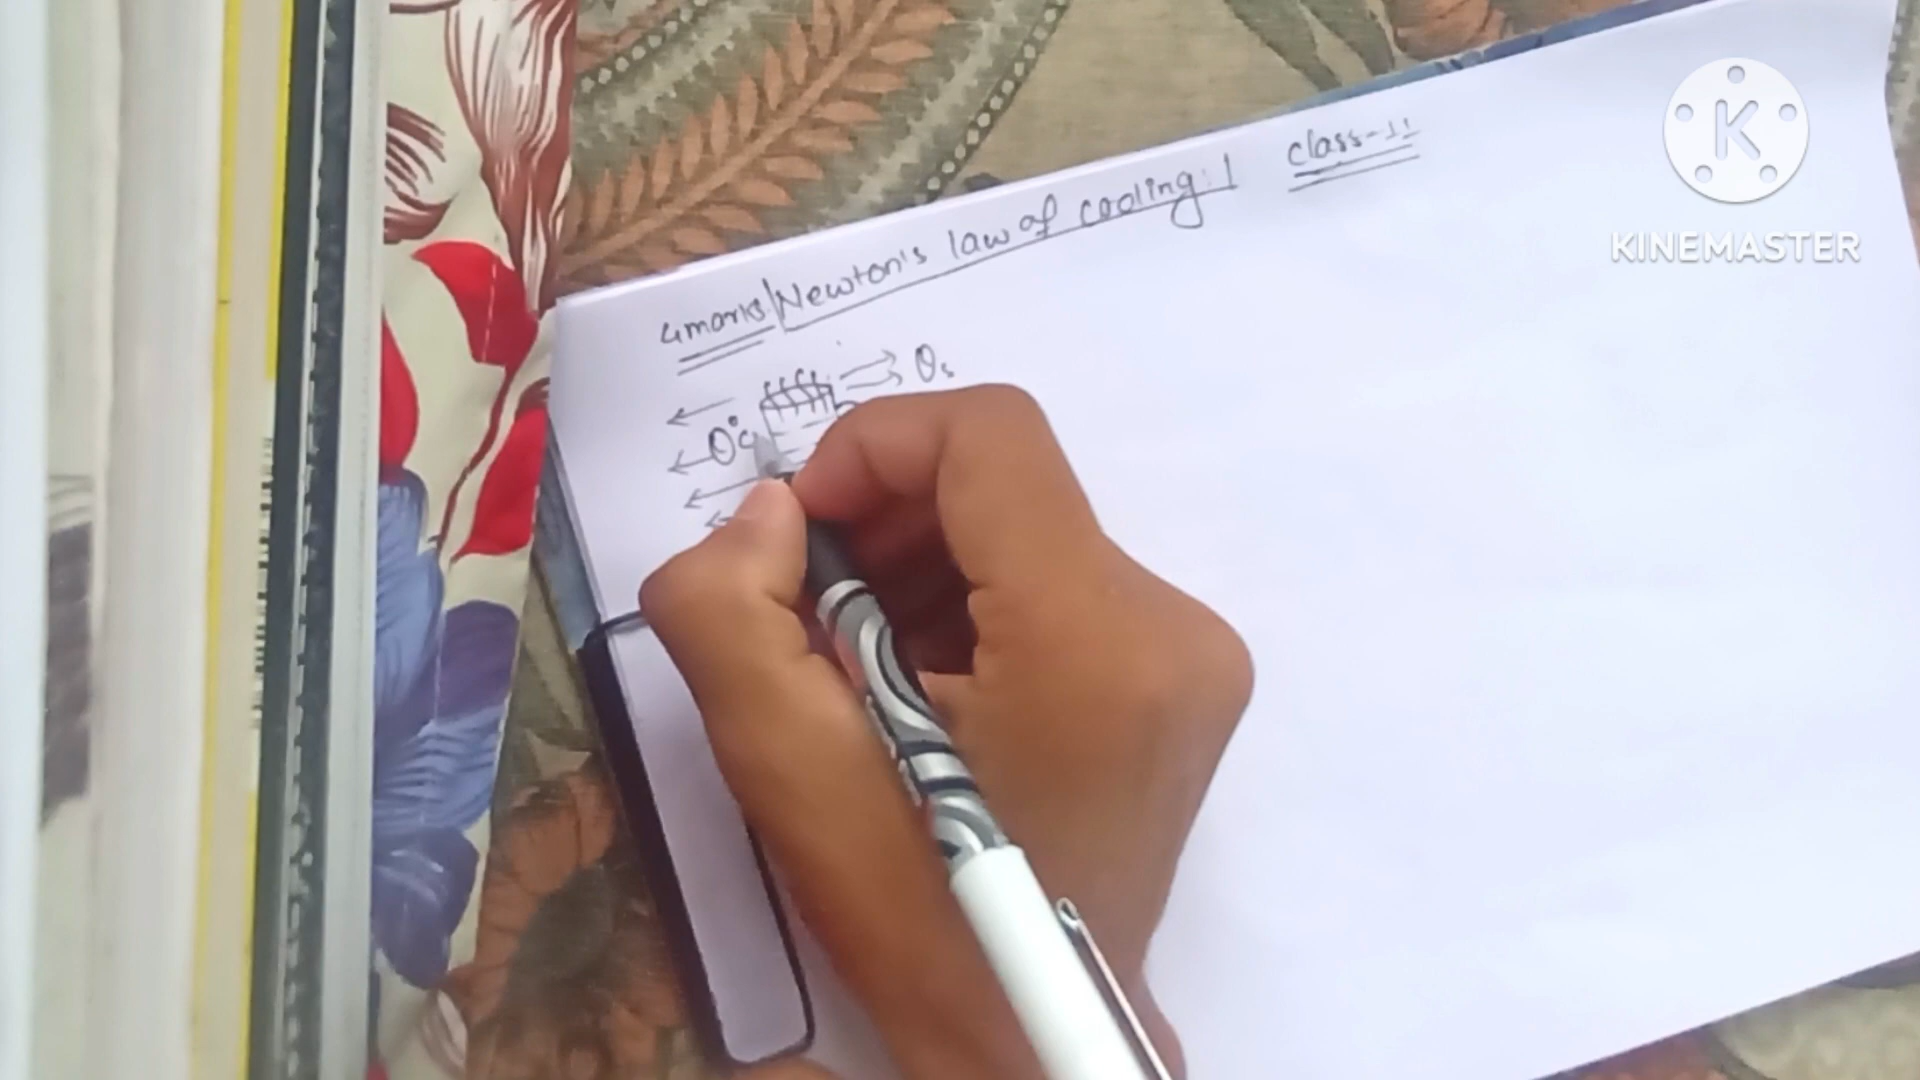 4marks Newton's law of cooling: class-11
θs
θ°c
K
KINEMASTER